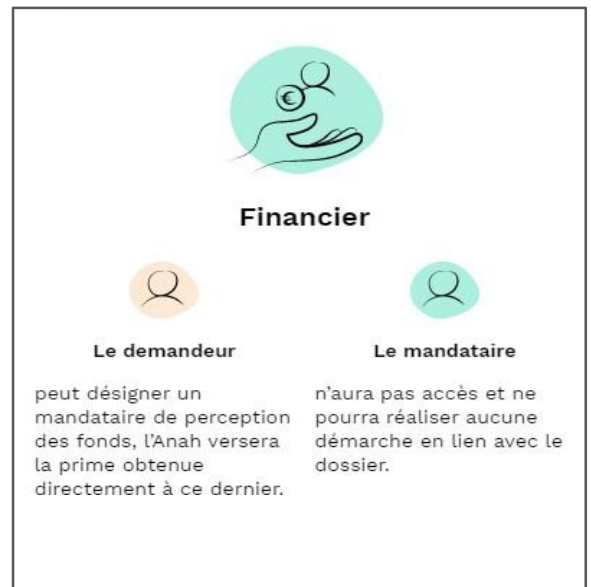 €
Financier
Le demandeur
peut désigner un
mandataire de perception
des fonds, l'Anah versera
la prime obtenue
directement à ce dernier.
Le mandataire
n'aura pas accès et ne
pourra réaliser aucune
démarche en lien avec le
dossier.